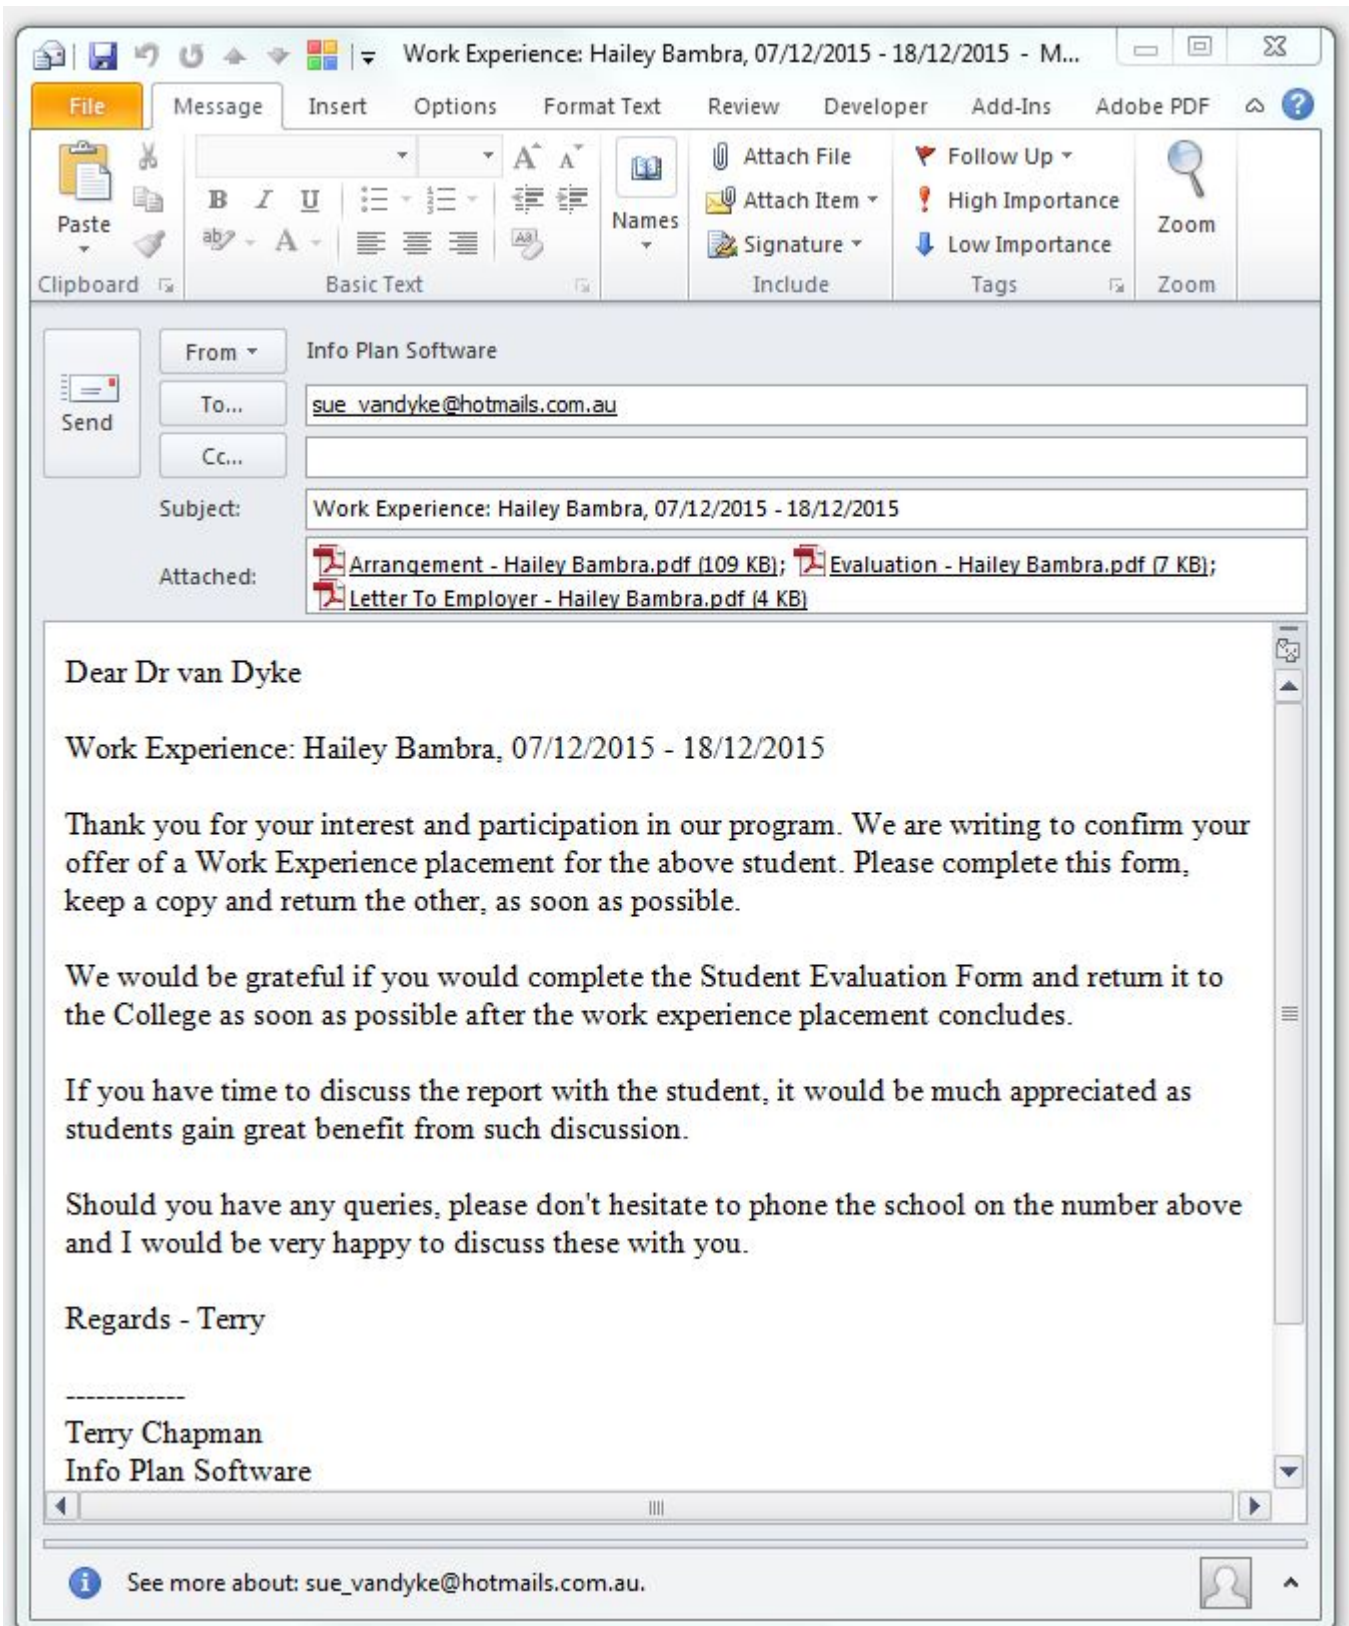 Work Experience: Hailey Bambra, 07/12/2015 - 18/12/2015 - M...
File Message Insert Options Format Text Review Developer Add-Ins Adobe PDF
Paste
Clipboard
B I U
A A
ab A Aa
Basic Text
Names
Attach File
Attach Item
Signature
Include
Follow Up
High Importance
Low Importance
Tags
Zoom
Zoom
Send
From Info Plan Software
To... sue_vandyke@hotmails.com.au
Cc...
Subject: Work Experience: Hailey Bambra, 07/12/2015 - 18/12/2015
Attached: Arrangement - Hailey Bambra.pdf (109 KB); Evaluation - Hailey Bambra.pdf (7 KB);
Letter To Employer - Hailey Bambra.pdf (4 KB)
Dear Dr van Dyke
Work Experience: Hailey Bambra, 07/12/2015 - 18/12/2015
Thank you for your interest and participation in our program. We are writing to confirm your
offer of a Work Experience placement for the above student. Please complete this form,
keep a copy and return the other, as soon as possible.
We would be grateful if you would complete the Student Evaluation Form and return it to
the College as soon as possible after the work experience placement concludes.
If you have time to discuss the report with the student, it would be much appreciated as
students gain great benefit from such discussion.
Should you have any queries, please don't hesitate to phone the school on the number above
and I would be very happy to discuss these with you.
Regards - Terry
------------
Terry Chapman
Info Plan Software
See more about: sue_vandyke@hotmails.com.au.